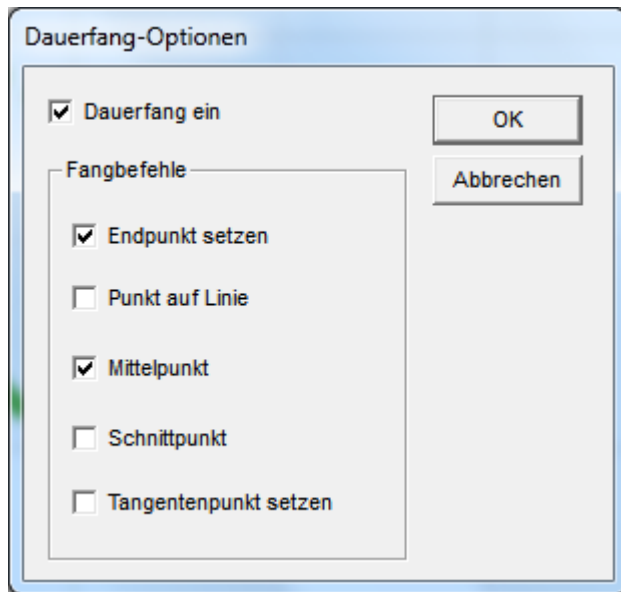 Dauerfang-Optionen
Dauerfang ein
OK
Fangbefehle
Abbrechen
Endpunkt setzen
Punkt auf Linie
Mittelpunkt
Schnittpunkt
Tangentenpunkt setzen